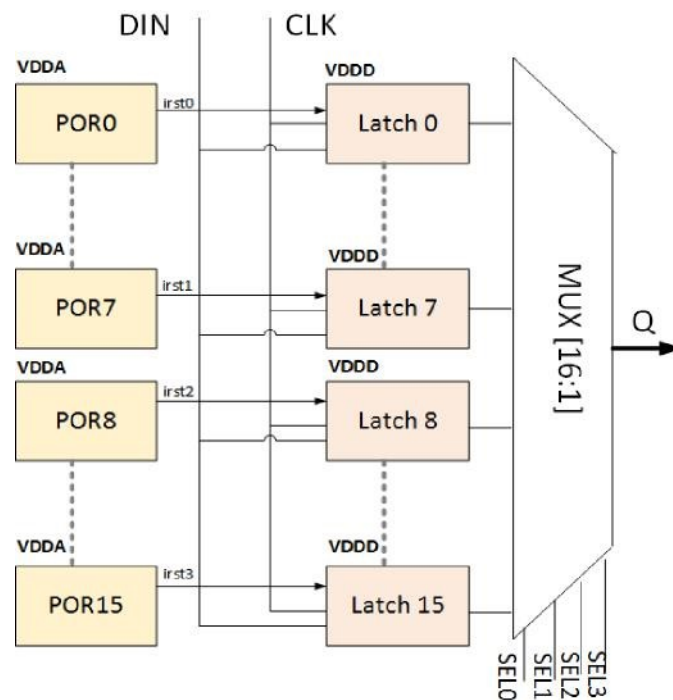 DIN CLK
VDDA VDDD
POR0 irst0 Latch 0
VDDA VDDD
POR7 irst1 Latch 7
MUX [16:1]
Q
VDDA VDDD
POR8 irst2 Latch 8
VDDA VDDD
POR15 irst3 Latch 15
SEL0
SEL1
SEL2
SEL3